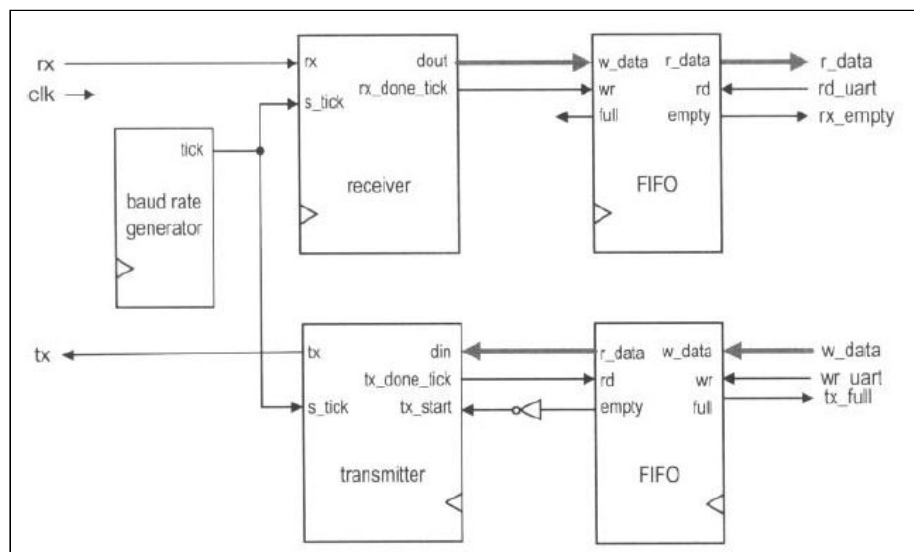 rx
clk
rx
dout
rx_done_tick
s_tick
receiver
w_data
r_data
wr
rd
full
empty
FIFO
r_data
rd_uart
rx_empty
tick
baud rate
generator
tx
tx
din
tx_done_tick
s_tick
tx_start
transmitter
r_data
w_data
rd
wr
empty
full
FIFO
w_data
wr_uart
tx_full